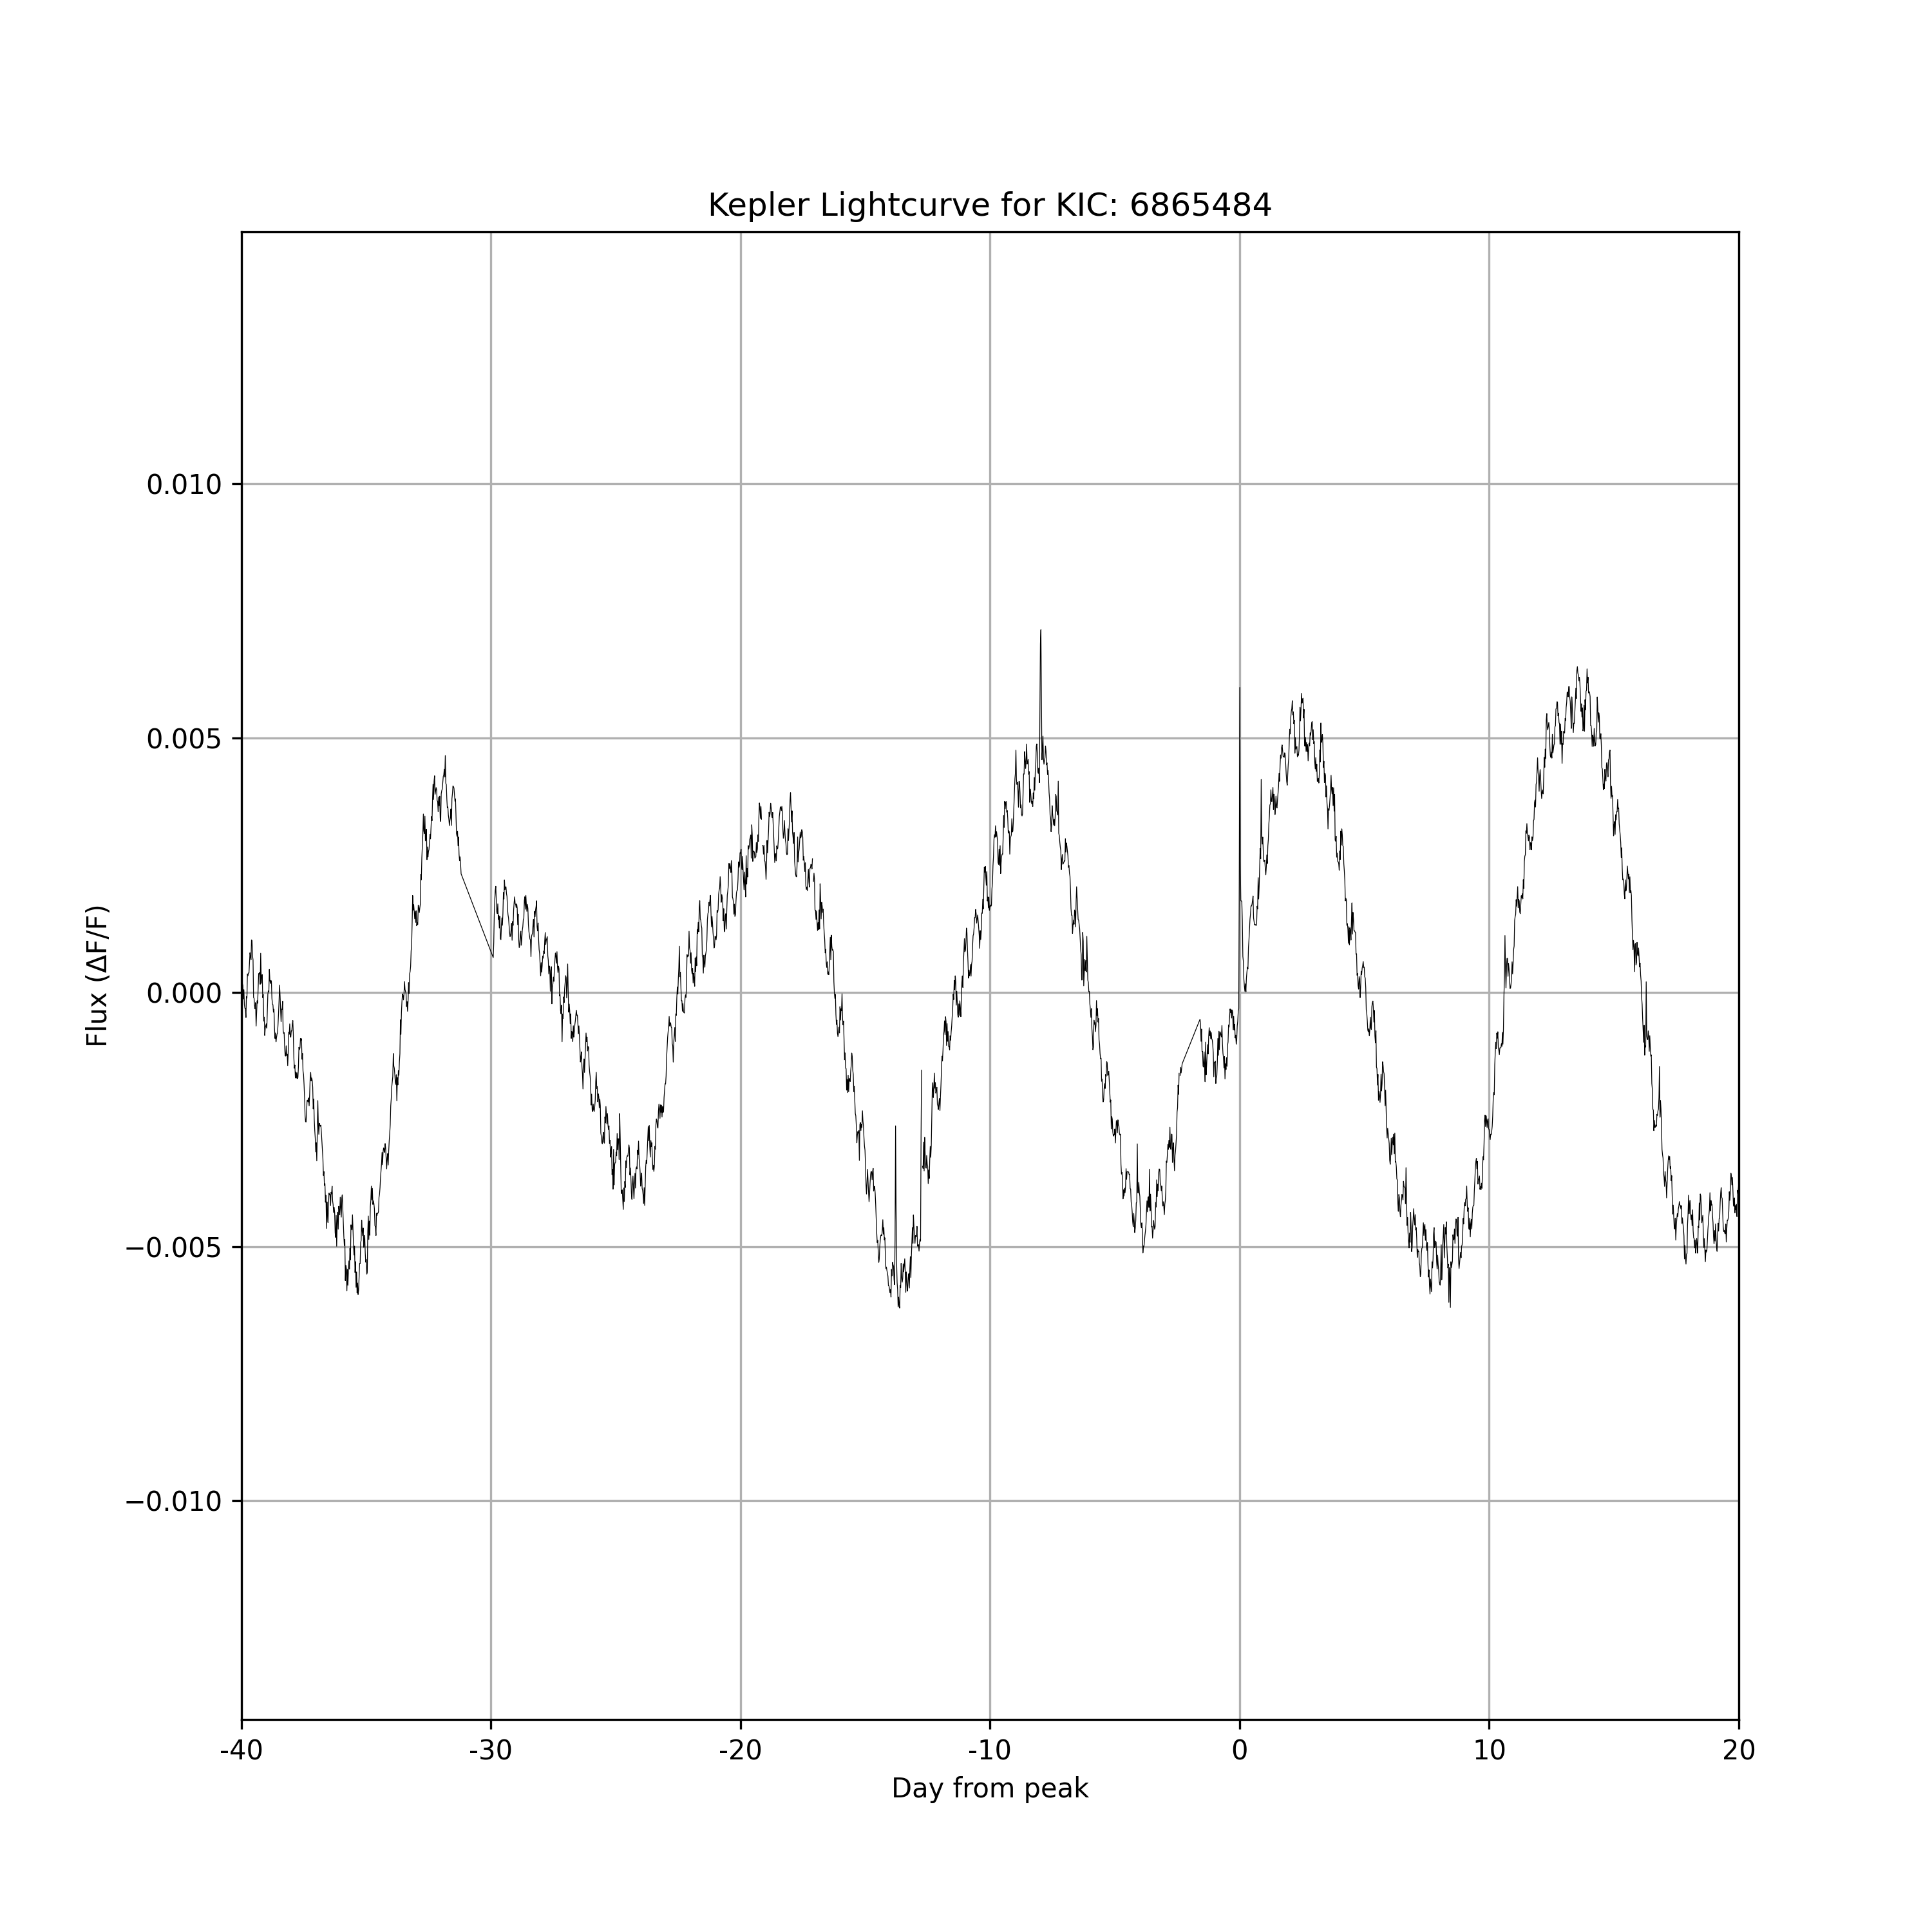 Kepler Lightcurve for KIC: 6865484
Flux (ΔF/F)
0.010
0.005
0.000
−0.005
−0.010
-40 -30 -20 -10 0 10 20
Day from peak